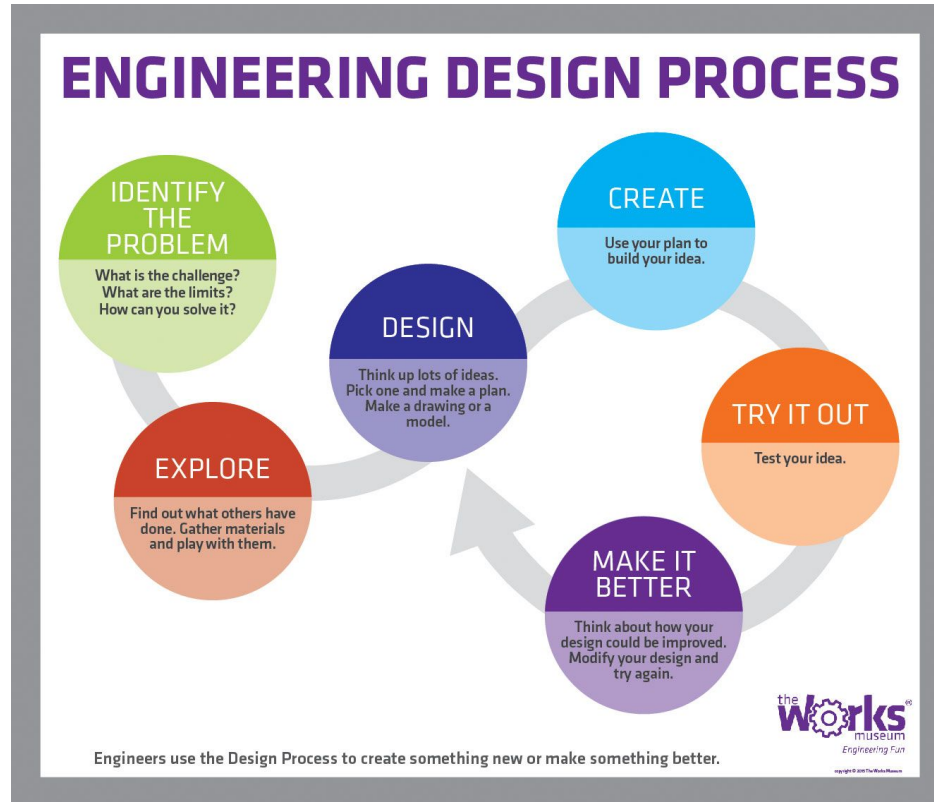 ENGINEERING DESIGN PROCESS
IDENTIFY
THE
PROBLEM
What is the challenge?
What are the limits?
How can you solve it?
EXPLORE
Find out what others have
done. Gather materials
and play with them.
DESIGN
Think up lots of ideas.
Pick one and make a plan.
Make a drawing or a
model.
CREATE
Use your plan to
build your idea.
TRY IT OUT
Test your idea.
MAKE IT
BETTER
Think about how your
design could be improved.
Modify your design and
try again.
the
Works®
museum
Engineering Fun
copyright © 2015 The Works Museum
Engineers use the Design Process to create something new or make something better.